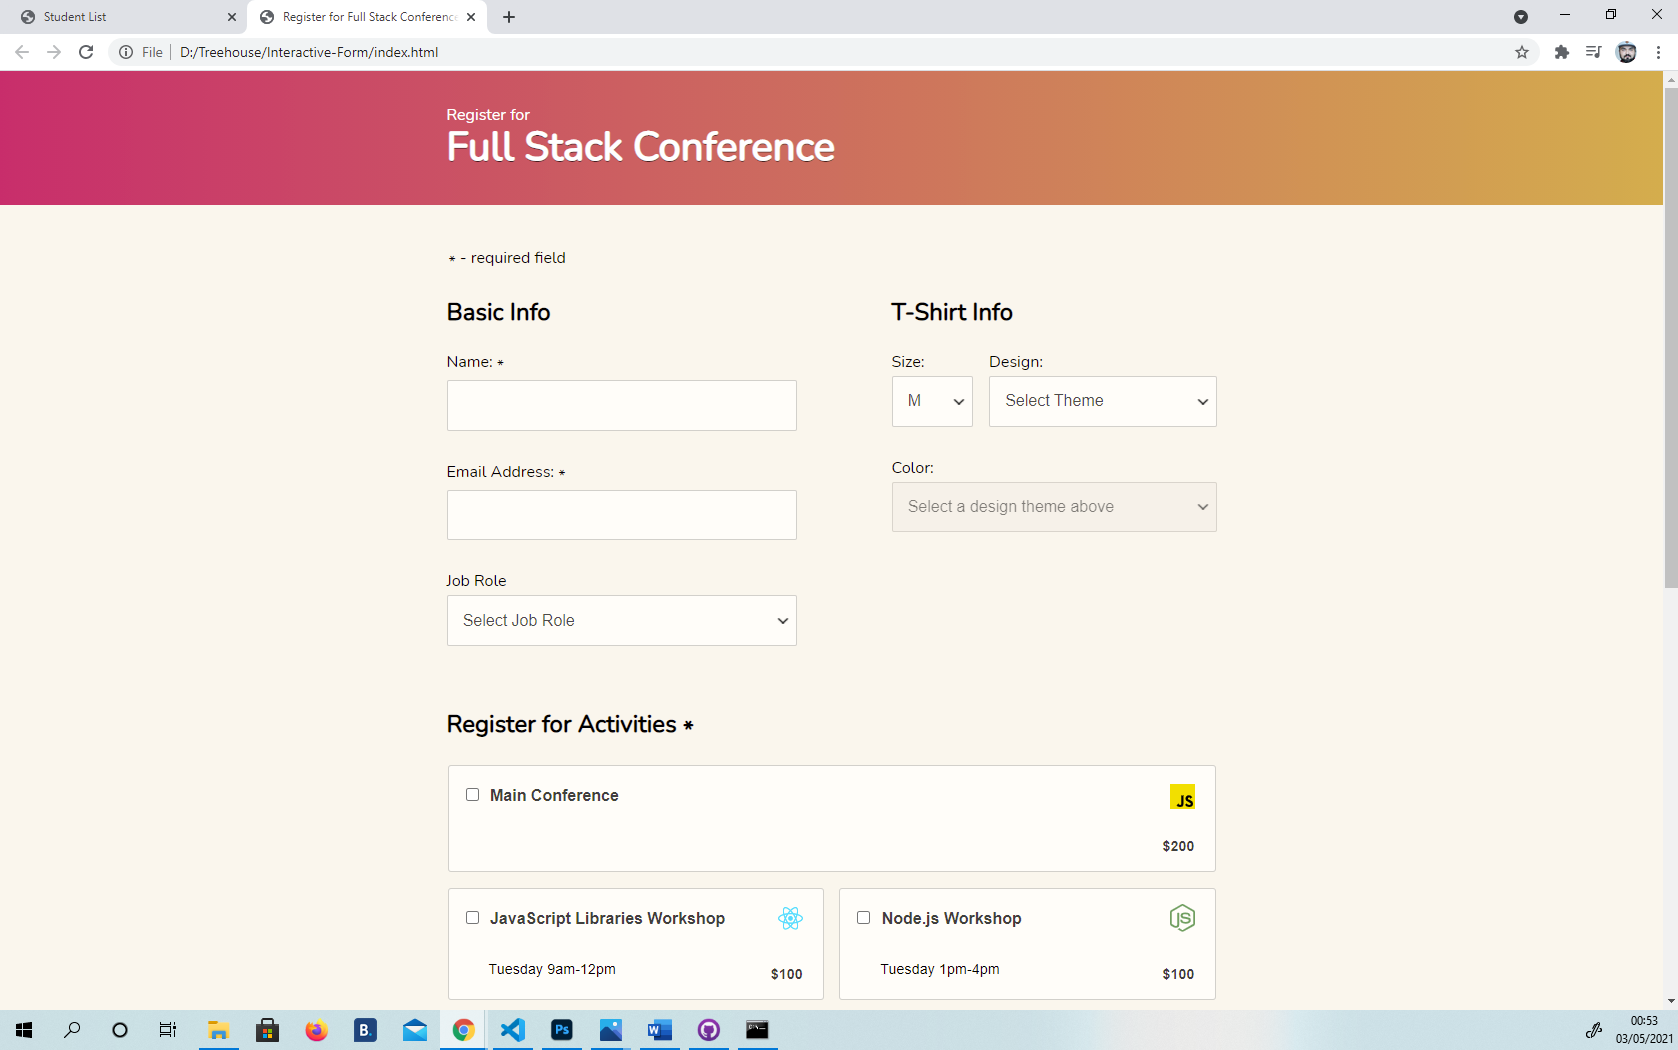 Student List
Register for Full Stack Conference
File
D:/Treehouse/Interactive-Form/index.html
Register for
Full Stack Conference
* - required field
Basic Info
T-Shirt Info
Name: *
Size:
Design:
M
Select Theme
Email Address: *
Color:
Select a design theme above
Job Role
Select Job Role
Register for Activities *
Main Conference
JS
$200
JavaScript Libraries Workshop
Node.js Workshop
JS
Tuesday 9am-12pm
$100
Tuesday 1pm-4pm
$100
B.
Ps
W
00:53
03/05/2021